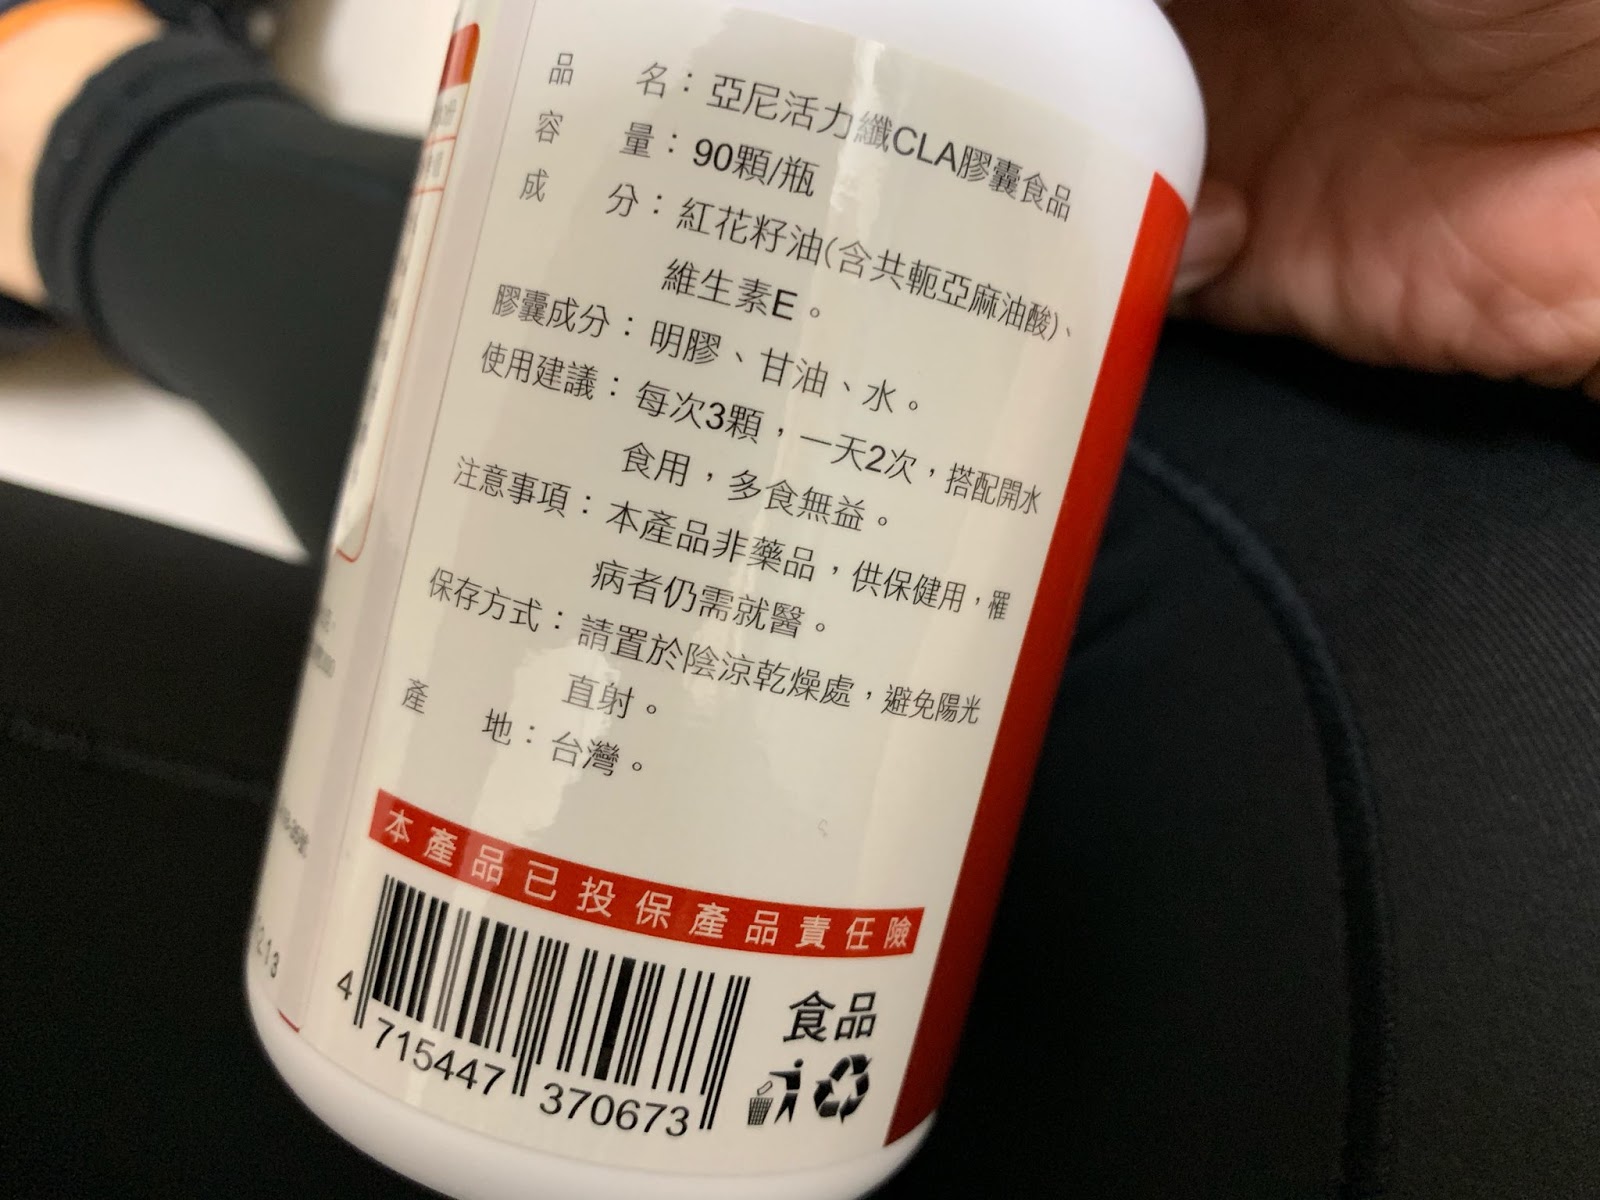 品名：亞尼活力纖CLA膠囊食品
容量：90顆/瓶
成分：紅花籽油(含共軛亞麻油酸)、
維生素E。
膠囊成分：明膠、甘油、水。
使用建議：每次3顆，一天2次，搭配開水
食用，多食無益。
注意事項：本產品非藥品，供保健用，罹
病者仍需就醫。
保存方式：請置於陰涼乾燥處，避免陽光
直射。
產地：台灣。
本產品已投保產品責任險
4 715447 370673
食品